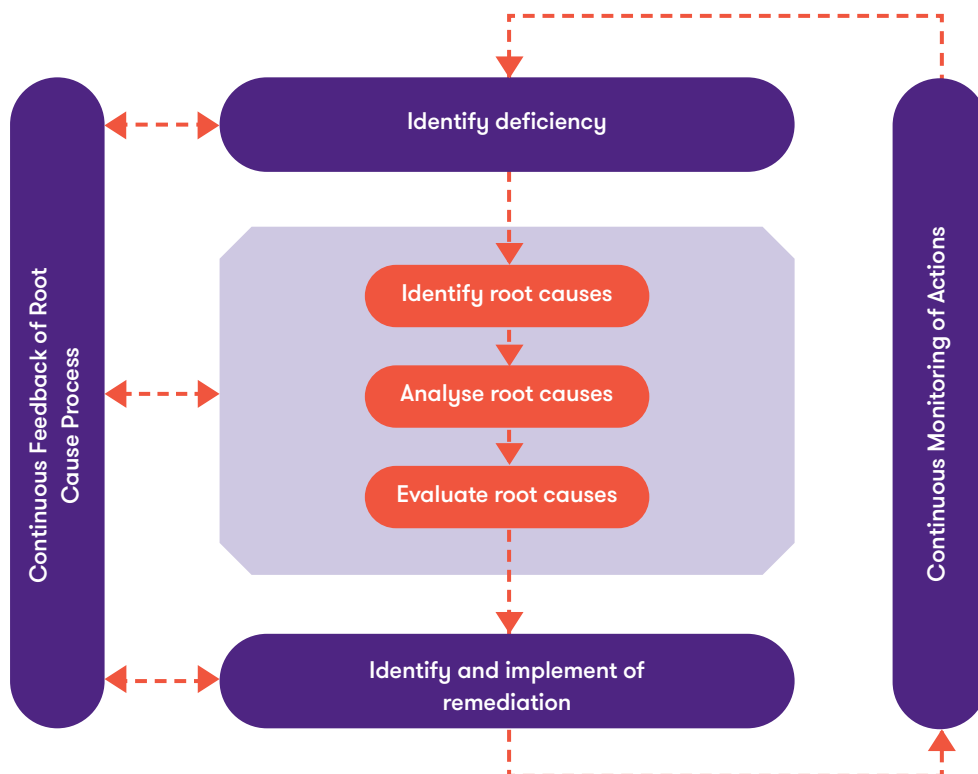 Identify deficiency
Continuous Feedback of Root
Cause Process
Identify root causes
Analyse root causes
Evaluate root causes
Continuous Monitoring of Actions
Identify and implement of
remediation